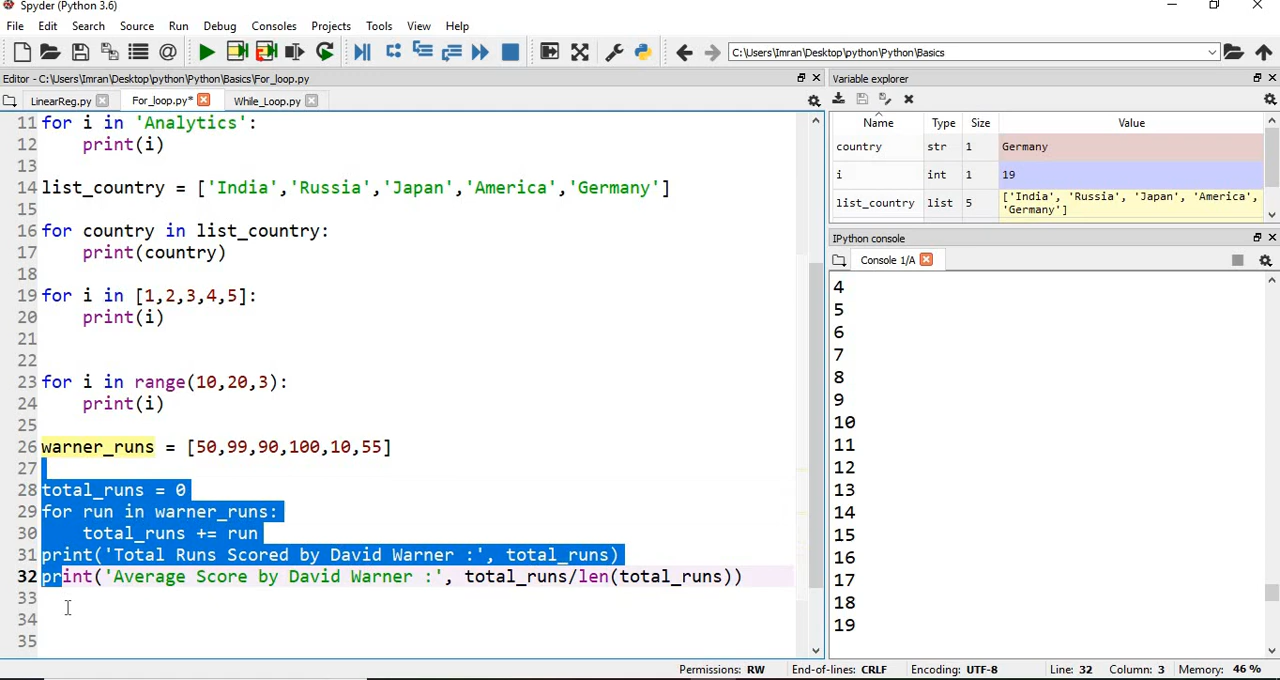 Spyder (Python 3.6)
File Edit Search Source Run Debug Consoles Projects Tools View Help
C:\Users\Imran\Desktop\python\Python\Basics
Editor - C:\Users\Imran\Desktop\python\Python\Basics\For_loop.py
LinearReg.py For_loop.py* While_Loop.py
11 for i in 'Analytics':
12 print(i)
13
14 list_country = ['India','Russia','Japan','America','Germany']
15
16 for country in list_country:
17 print(country)
18
19 for i in [1,2,3,4,5]:
20 print(i)
21
22
23 for i in range(10,20,3):
24 print(i)
25
26 warner_runs = [50,99,90,100,10,55]
27
28 total_runs = 0
29 for run in warner_runs:
30 total_runs += run
31 print('Total Runs Scored by David Warner :', total_runs)
32 print('Average Score by David Warner :', total_runs/len(total_runs))
33
34
35
Variable explorer
Name Type Size Value
country str 1 Germany
i int 1 19
list_country list 5 ['India', 'Russia', 'Japan', 'America',
'Germany']
IPython console
Console 1/A
4
5
6
7
8
9
10
11
12
13
14
15
16
17
18
19
Permissions: RW End-of-lines: CRLF Encoding: UTF-8 Line: 32 Column: 3 Memory: 46 %